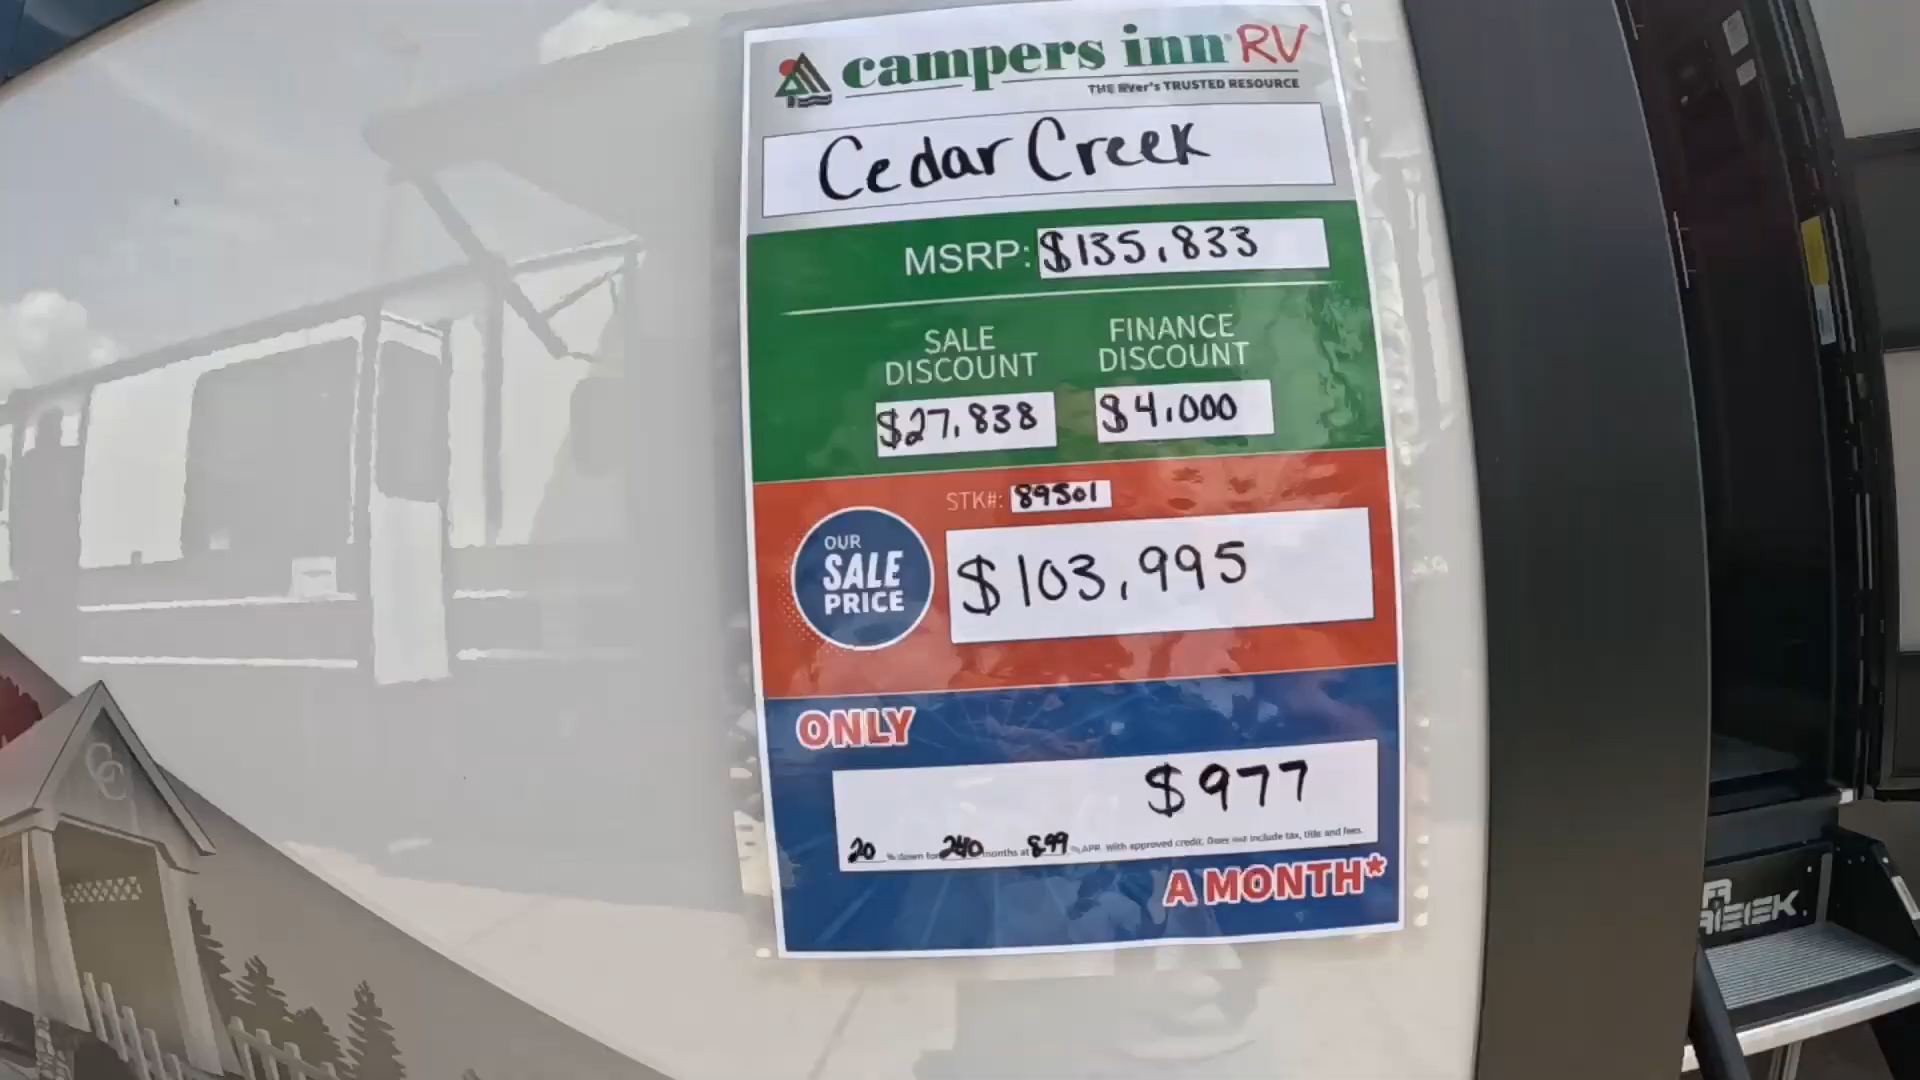 campers inn RV
THE RVer's TRUSTED RESOURCE
Cedar Creek
MSRP: $135,833
SALE DISCOUNT
$27,838
FINANCE DISCOUNT
$4,000
STK#: 89501
OUR
SALE
PRICE
$103,995
ONLY
$977
20 % down for 240 months at 8.99 % APR. With approved credit. Does not include tax, title and fees.
A MONTH*
CC